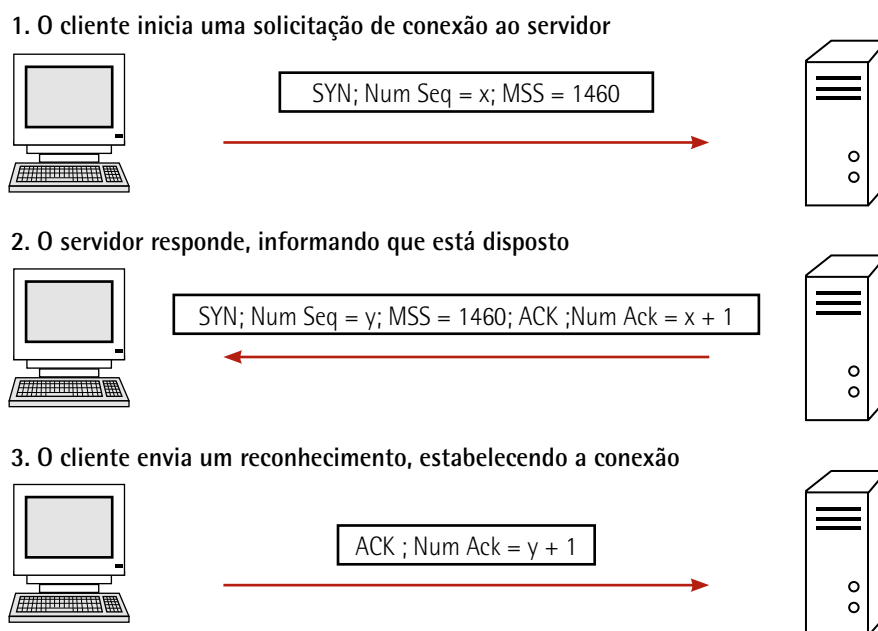 1. O cliente inicia uma solicitação de conexão ao servidor
SYN; Num Seq = x; MSS = 1460
2. O servidor responde, informando que está disposto
SYN; Num Seq = y; MSS = 1460; ACK ;Num Ack = x + 1
3. O cliente envia um reconhecimento, estabelecendo a conexão
ACK ; Num Ack = y + 1